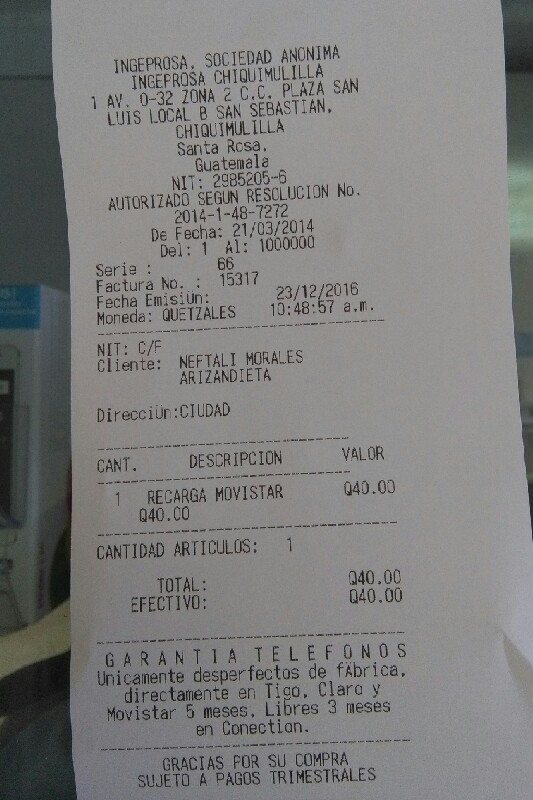 INGEPROSA, SOCIEDAD ANONIMA
INGEPROSA CHIQUIMULILLA
1 AV. 0-32 ZONA 2 C.C. PLAZA SAN
LUIS LOCAL B SAN SEBASTIAN,
CHIQUIMULILLA
Santa Rosa,
Guatemala
NIT: 2985205-6
AUTORIZADO SEGUN RESOLUCION No.
2014-1-48-7272
De Fecha: 21/03/2014
Del: 1 Al: 1000000
Serie : 66
Factura No. : 15317
Fecha EmisiÜn: 23/12/2016
Moneda: QUETZALES 10:48:57 a.m.
NIT: C/F
Cliente: NEFTALI MORALES
ARIZANDIETA
DirecciÜn:CIUDAD
CANT. DESCRIPCION VALOR
1 RECARGA MOVISTAR Q40.00
Q40.00
CANTIDAD ARTICULOS: 1
TOTAL: Q40.00
EFECTIVO: Q40.00
G A R A N T I A T E L E F O N O S
Unicamente desperfectos de fÁbrica,
directamente en Tigo, Claro y
Movistar 5 meses, Libres 3 meses
en Conection.
GRACIAS POR SU COMPRA
SUJETO A PAGOS TRIMESTRALES